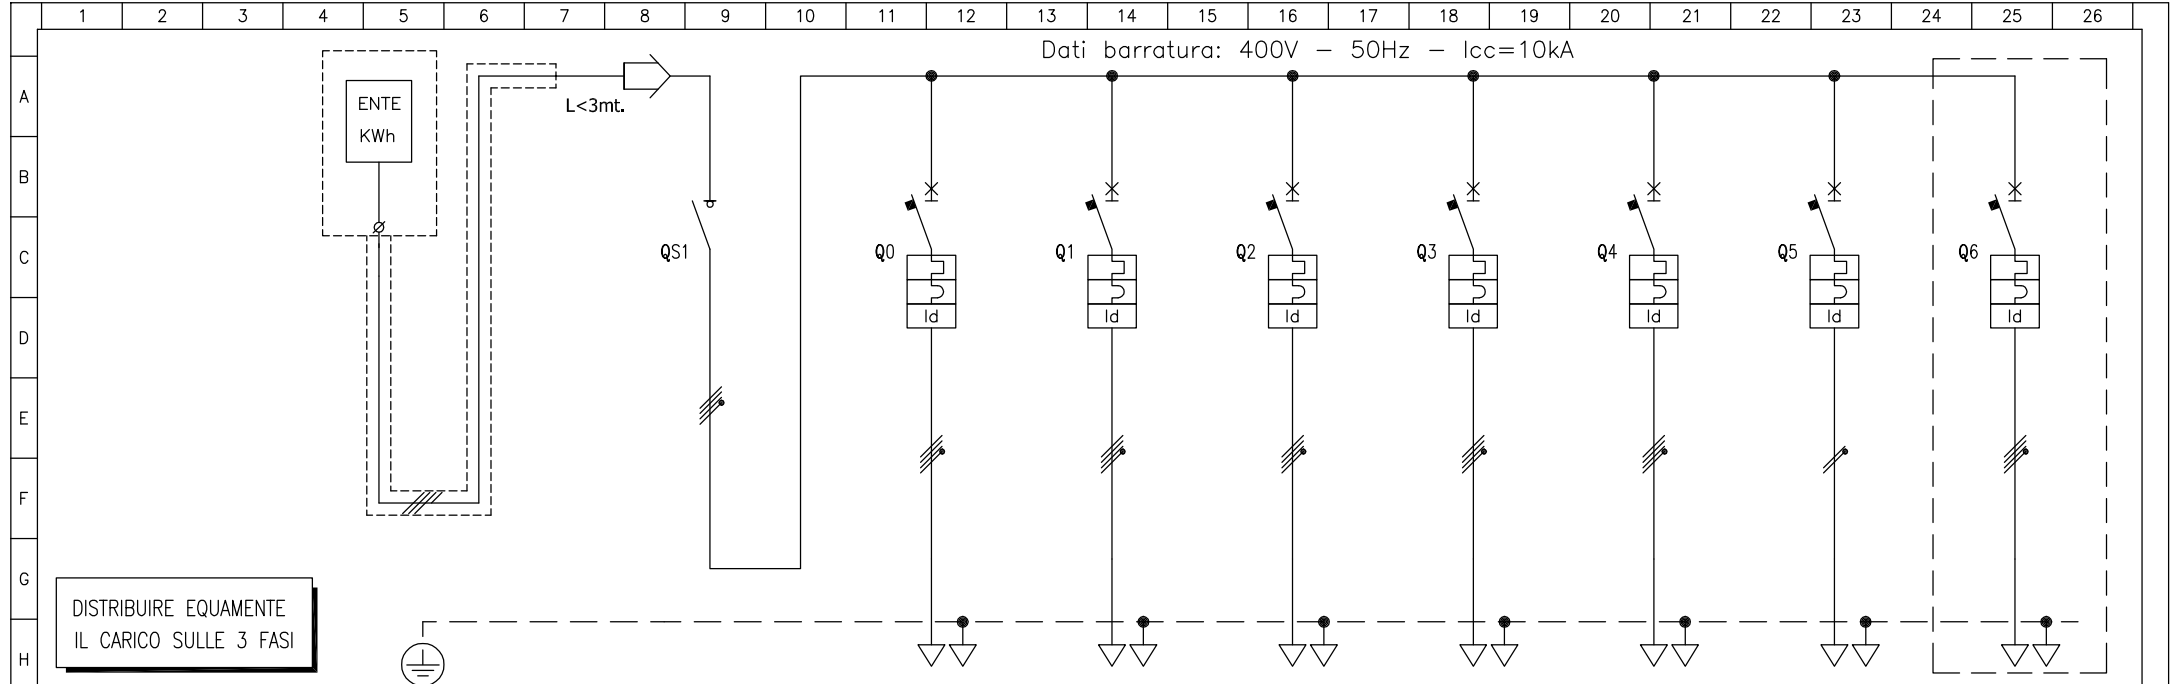 1 2 3 4 5 6 7 8 9 10 11 12 13 14 15 16 17 18 19 20 21 22 23 24 25 26
Dati barratura: 400V - 50Hz - Icc=10kA
A
ENTE
KWh
L<3mt.
B
C
QS1
Q0 Q1 Q2 Q3 Q4 Q5 Q6
D
Id Id Id Id Id Id Id
E
F
G
DISTRIBUIRE EQUAMENTE
IL CARICO SULLE 3 FASI
H